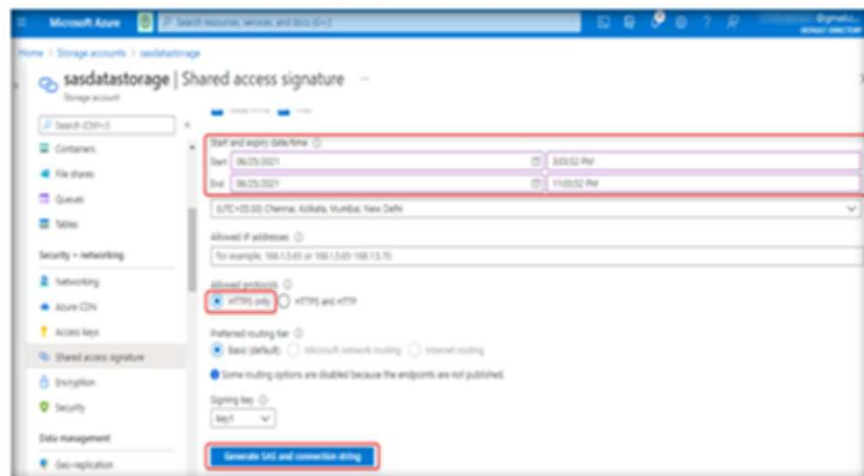 Microsoft Azure
Search resources, services, and docs (G+/)
DEFAULT DIRECTORY
Home > Storage accounts > sasdatastorage
sasdatastorage | Shared access signature ...
Storage account
Search (Ctrl+/)
Containers
File shares
Queues
Tables
Security + networking
Networking
Azure CDN
Access keys
Shared access signature
Encryption
Security
Data management
Geo-replication
Start and expiry date/time
Start 06/25/2021 3:03:52 PM
End 06/25/2021 11:03:52 PM
(UTC+05:30) Chennai, Kolkata, Mumbai, New Delhi
Allowed IP addresses
for example, 168.1.5.65 or 168.1.5.65-168.1.5.70
Allowed protocols
HTTPS only HTTPS and HTTP
Preferred routing tier
Basic (default) Microsoft network routing Internet routing
Some routing options are disabled because the endpoints are not published.
Signing key
key1
Generate SAS and connection string